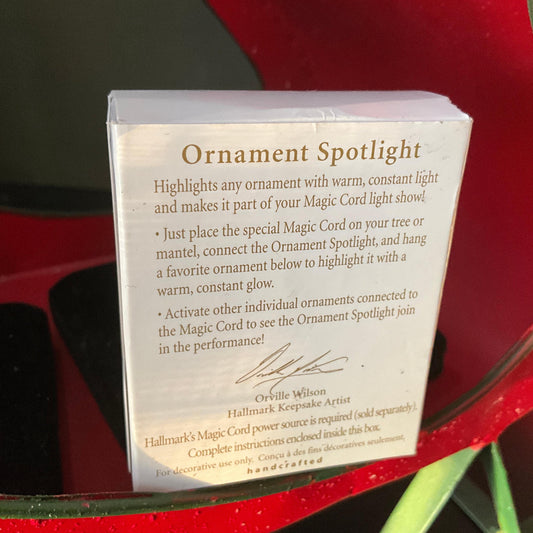 Ornament Spotlight
Highlights any ornament with warm, constant light
and makes it part of your Magic Cord light show!
• Just place the special Magic Cord on your tree or
mantel, connect the Ornament Spotlight, and hang
a favorite ornament below to highlight it with a
warm, constant glow.
• Activate other individual ornaments connected to
the Magic Cord to see the Ornament Spotlight join
in the performance!
Orville Wilson
Hallmark Keepsake Artist
Hallmark's Magic Cord power source is required (sold separately).
Complete instructions enclosed inside this box.
For decorative use only. Conçu à des fins décoratives seulement.
handcrafted